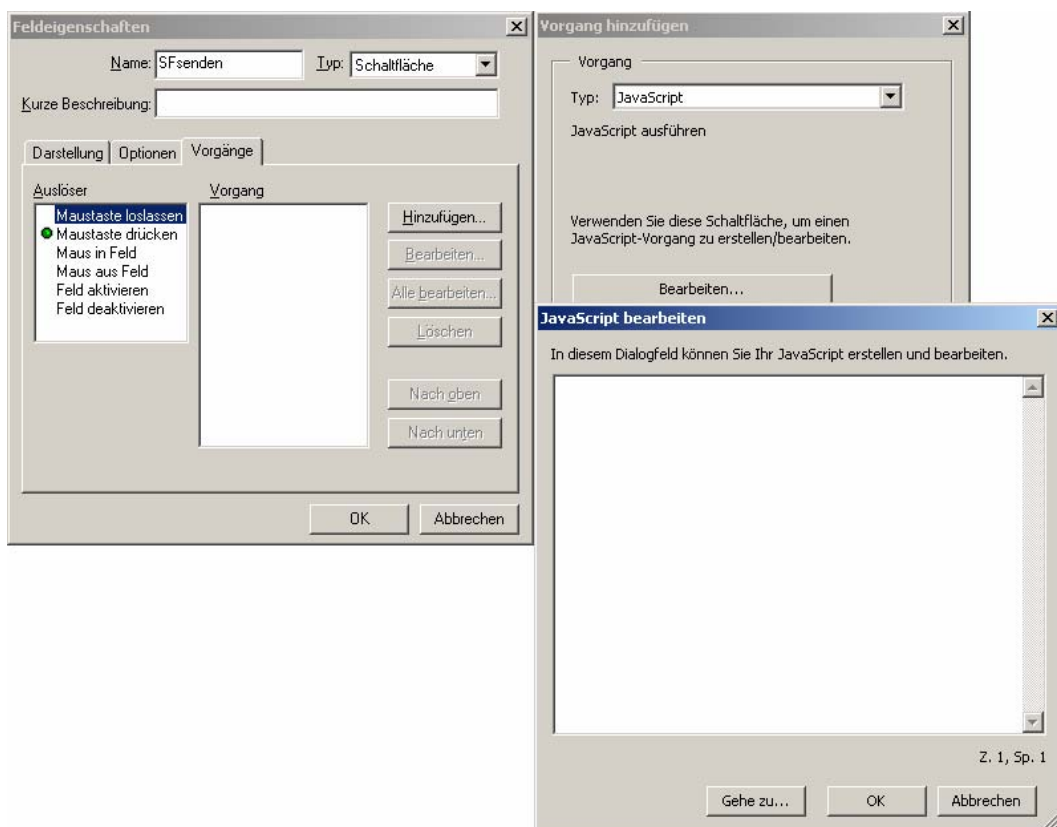 Feldeigenschaften
Name: SFsenden Typ: Schaltfläche
Kurze Beschreibung:
Darstellung Optionen Vorgänge
Auslöser Vorgang
Maustaste loslassen
Maustaste drücken
Maus in Feld
Maus aus Feld
Feld aktivieren
Feld deaktivieren
Hinzufügen...
Bearbeiten...
Alle bearbeiten...
Löschen
Nach oben
Nach unten
OK Abbrechen
Vorgang hinzufügen
Vorgang
Typ: JavaScript
JavaScript ausführen
Verwenden Sie diese Schaltfläche, um einen
JavaScript-Vorgang zu erstellen/bearbeiten.
Bearbeiten...
JavaScript bearbeiten
In diesem Dialogfeld können Sie Ihr JavaScript erstellen und bearbeiten.
Z. 1, Sp. 1
Gehe zu... OK Abbrechen